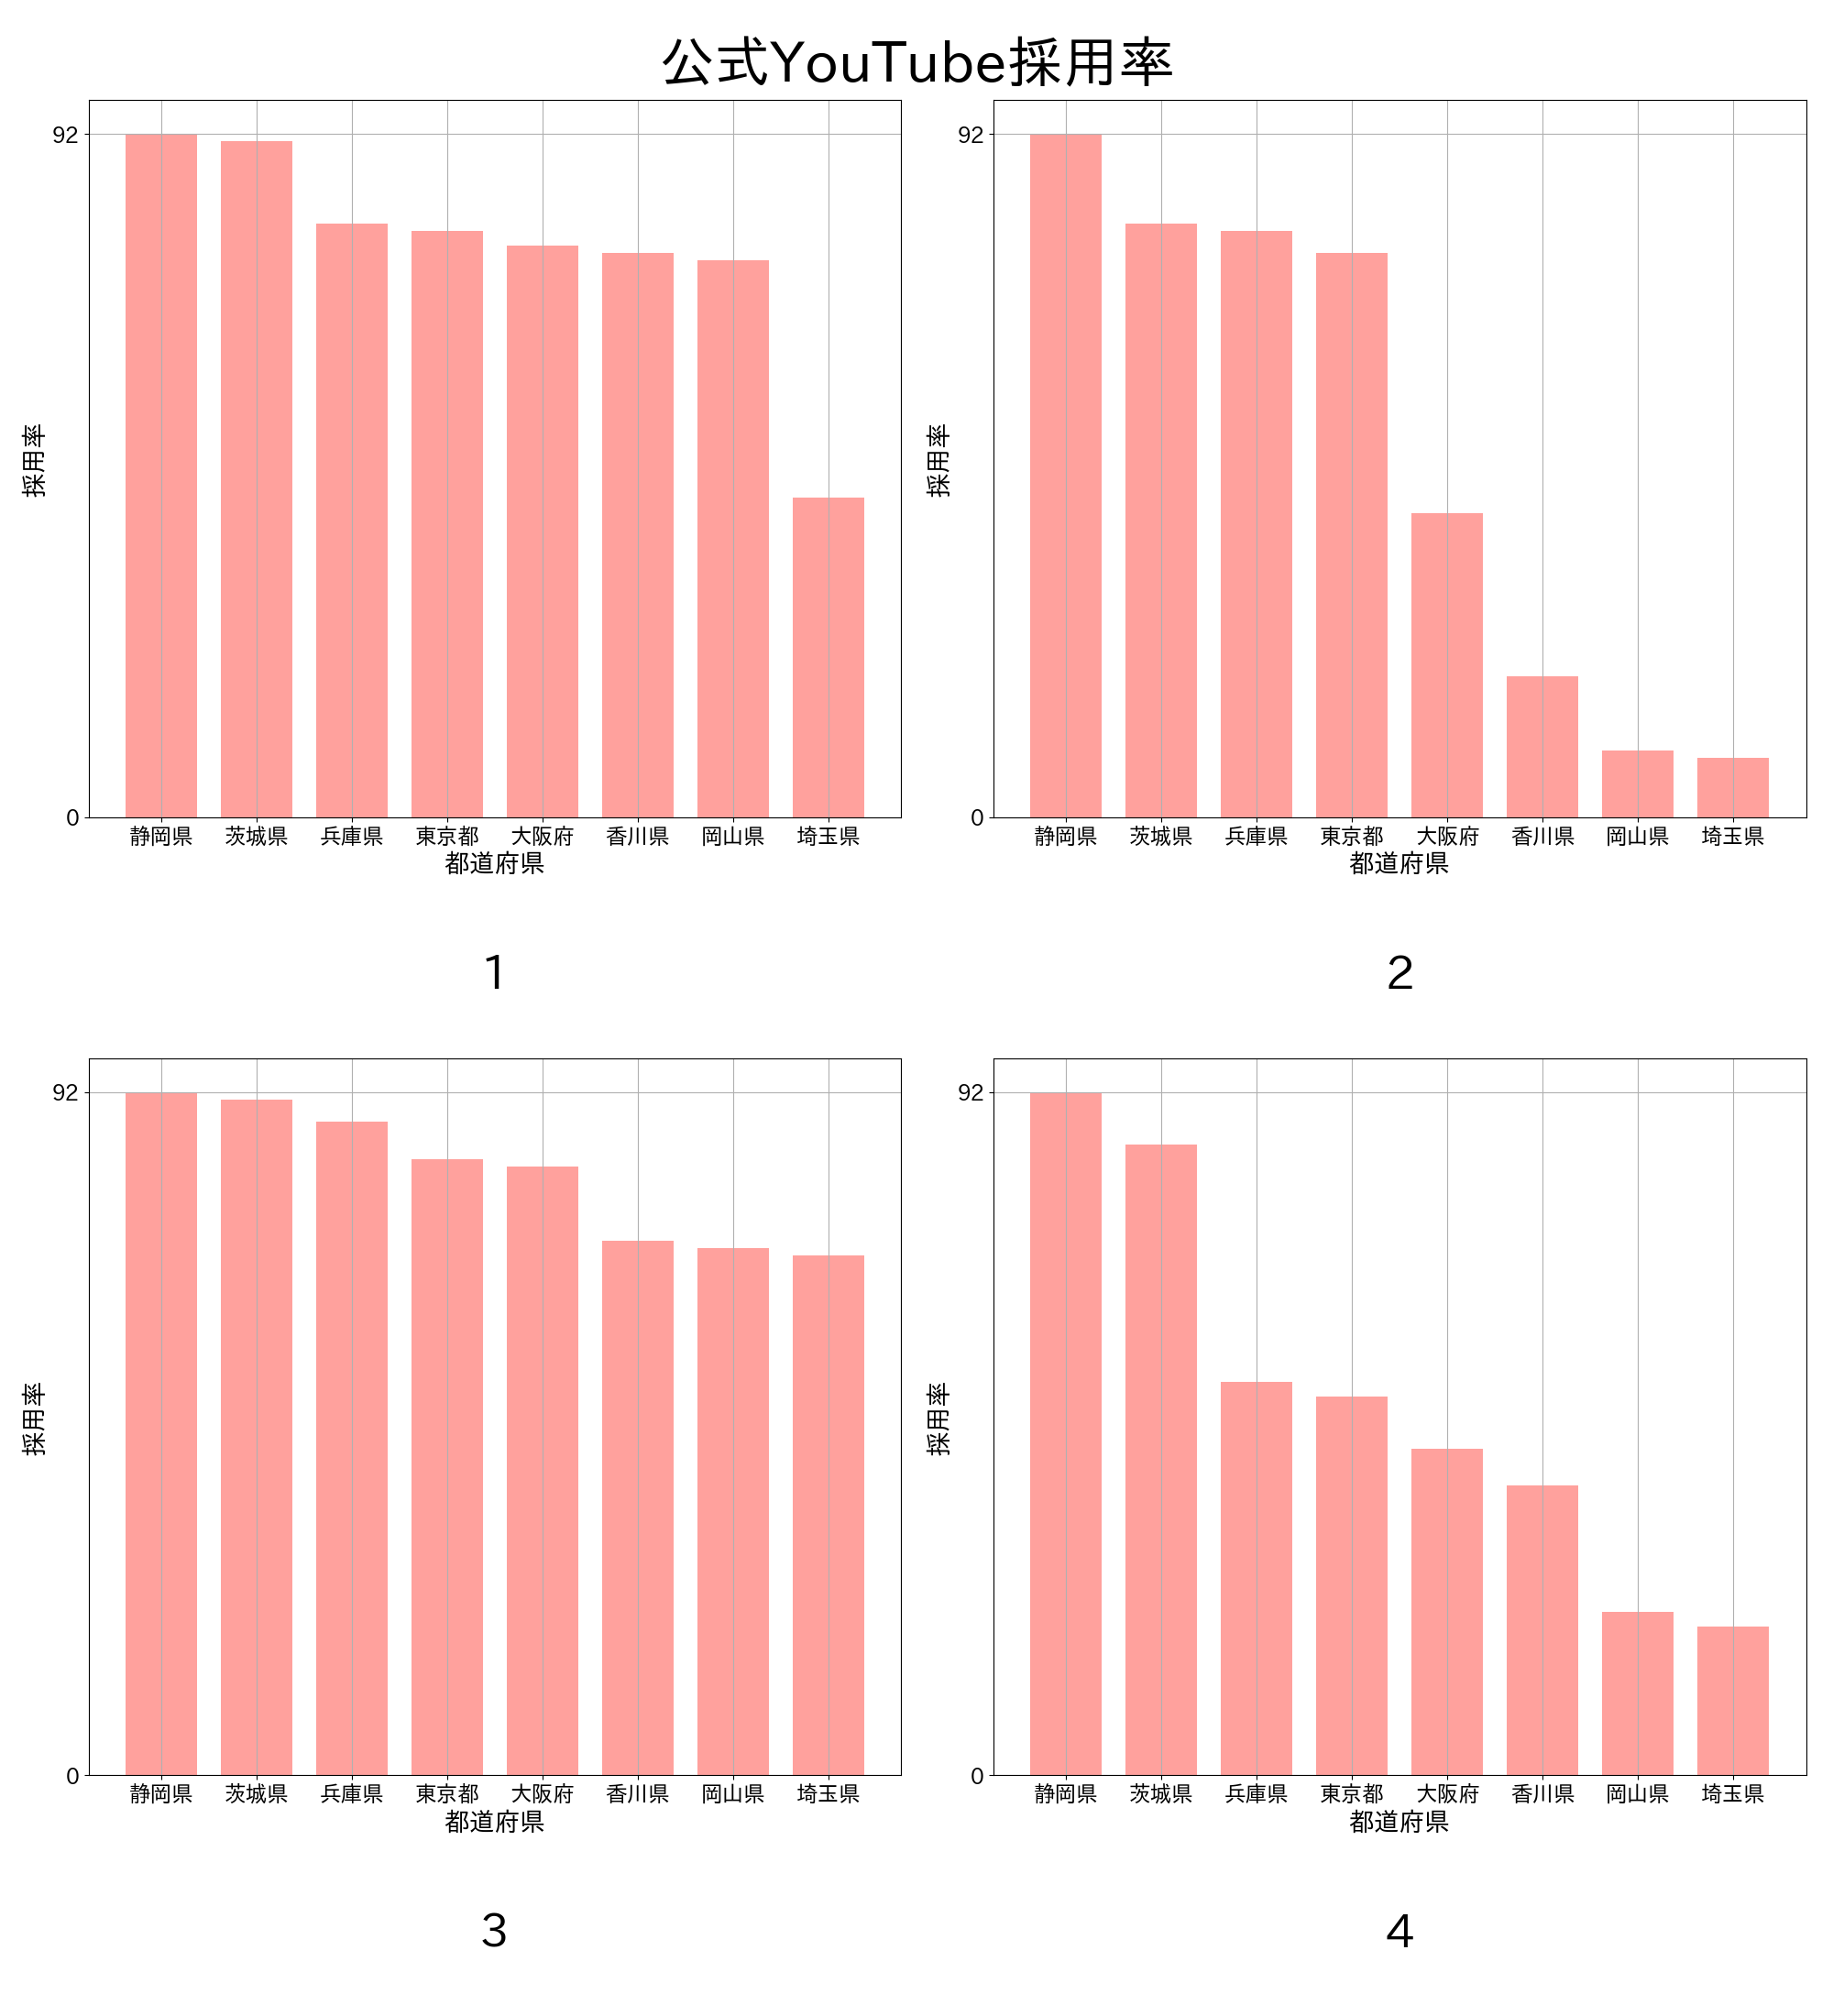 公式YouTube採用率
92
採用率
0
静岡県 茨城県 兵庫県 東京都 大阪府 香川県 岡山県 埼玉県
都道府県
1
92
採用率
0
静岡県 茨城県 兵庫県 東京都 大阪府 香川県 岡山県 埼玉県
都道府県
2
92
採用率
0
静岡県 茨城県 兵庫県 東京都 大阪府 香川県 岡山県 埼玉県
都道府県
3
92
採用率
0
静岡県 茨城県 兵庫県 東京都 大阪府 香川県 岡山県 埼玉県
都道府県
4